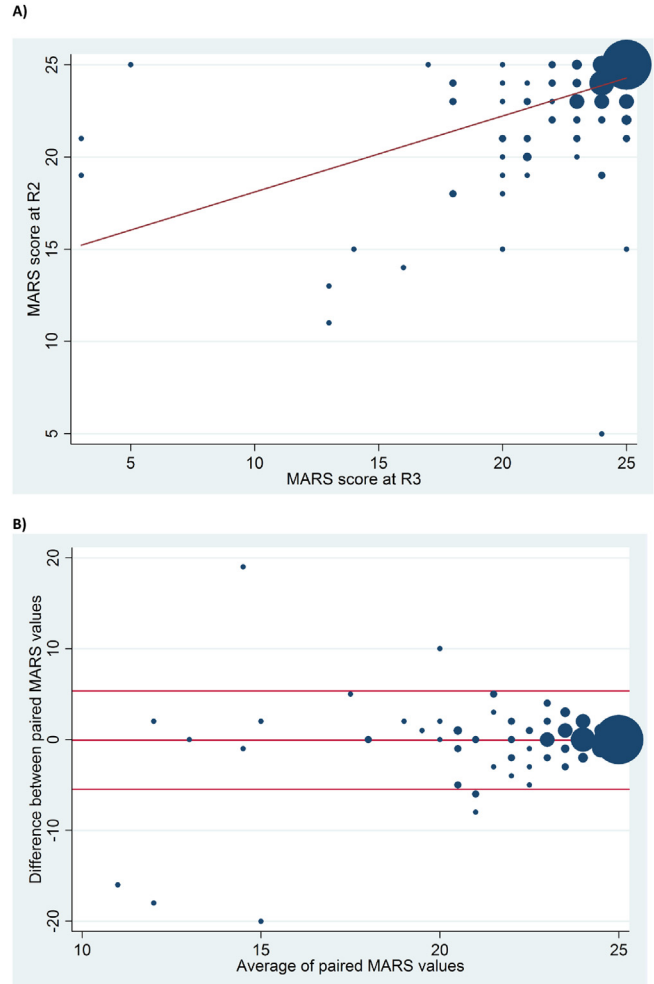 A)
25
20
15
10
5
MARS score at R2
5 10 15 20 25
MARS score at R3
B)
20
10
0
-10
-20
Difference between paired MARS values
10 15 20 25
Average of paired MARS values